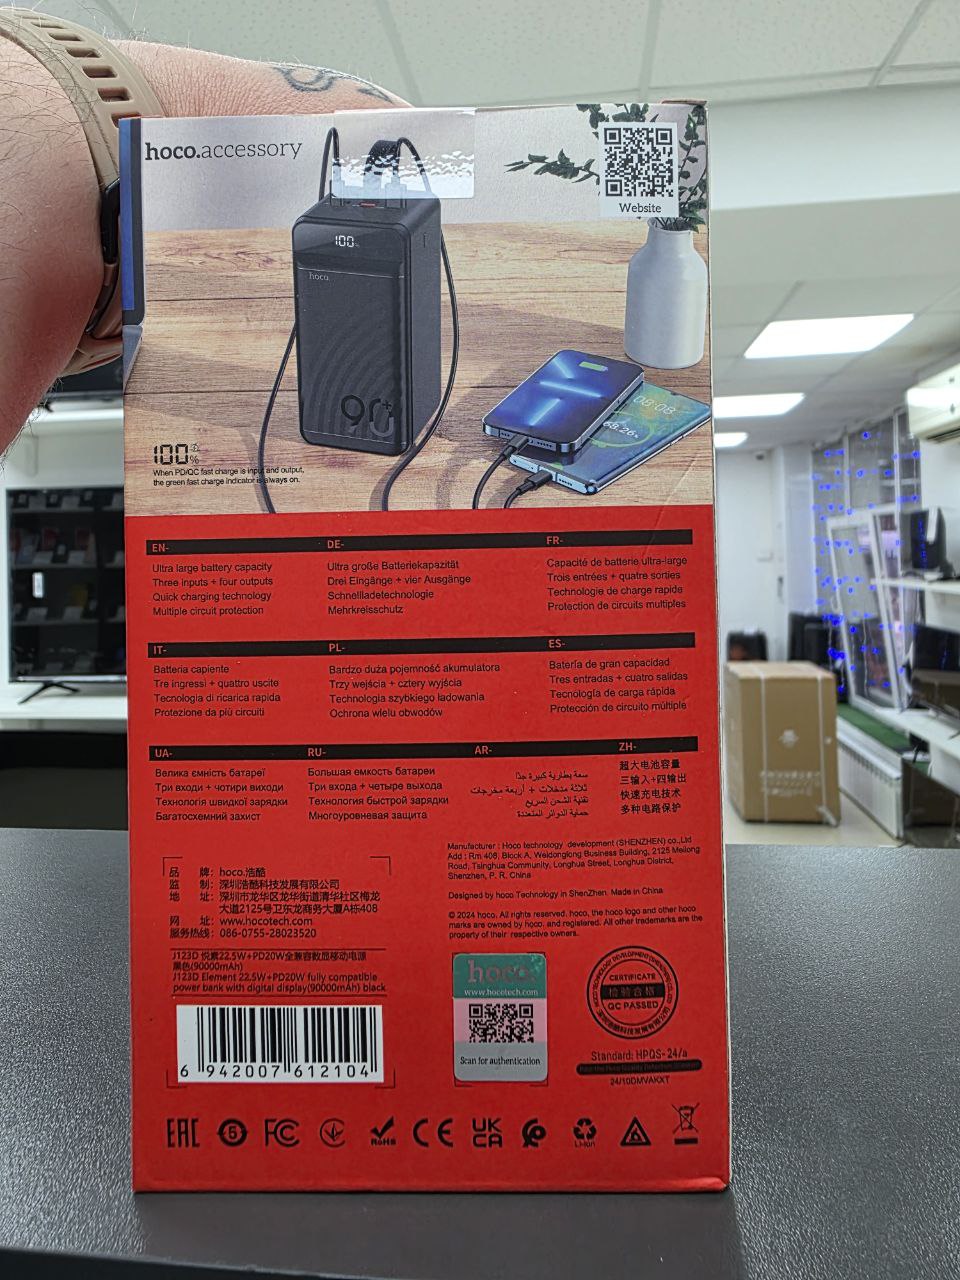 hoco.accessory
Website
100%
hoco.
90+
08:08
68.26
100%
When PD/QC fast charge is input and output,
the green fast charge indicator is always on.
EN-
Ultra large battery capacity
Three inputs + four outputs
Quick charging technology
Multiple circuit protection
DE-
Ultra große Batteriekapazität
Drei Eingänge + vier Ausgänge
Schnellladetechnologie
Mehrkreisschutz
FR-
Capacité de batterie ultra-large
Trois entrées + quatre sorties
Technologie de charge rapide
Protection de circuits multiples
IT-
Batteria capiente
Tre ingressi + quattro uscite
Tecnologia di ricarica rapida
Protezione da più circuiti
PL-
Bardzo duża pojemność akumulatora
Trzy wejścia + cztery wyjścia
Technologia szybkiego ładowania
Ochrona wielu obwodów
ES-
Batería de gran capacidad
Tres entradas + cuatro salidas
Tecnología de carga rápida
Protección de circuito múltiple
UA-
Велика ємність батареї
Три входи + чотири виходи
Технологія швидкої зарядки
Багатосхемний захист
RU-
Большая емкость батареи
Три входа + четыре выхода
Технология быстрой зарядки
Многоуровневая защита
AR-
سعة بطارية كبيرة جدًا
ثلاثة مدخلات + أربعة مخرجات
تقنية الشحن السريع
حماية الدوائر المتعددة
ZH-
超大电池容量
三输入+四输出
快速充电技术
多种电路保护
Manufacturer : Hoco technology development (SHENZHEN) co.,Ltd
Add : Rm 408, Block A, Weidonglong Business Building, 2125 Meilong
Road, Tsinghua Community, Longhua Street, Longhua District,
Shenzhen, P. R. China
Designed by hoco Technology in ShenZhen. Made in China
© 2024 hoco. All rights reserved. hoco, the hoco logo and other hoco
marks are owned by hoco, and registered. All other trademarks are the
property of their respective owners.
品 牌: hoco.浩酷
监 制: 深圳浩酷科技发展有限公司
地 址: 深圳市龙华区龙华街道清华社区梅龙
大道2125号卫东龙商务大厦A栋408
网 址: www.hocotech.com
服务热线: 086-0755-28023520
J123D 悦素22.5W+PD20W全兼容数显移动电源
黑色(90000mAh)
J123D Element 22.5W+PD20W fully compatible
power bank with digital display(90000mAh) black
6 942007 612104
hoco.
www.hocotech.com
Scan for authentication
CERTIFICATE
检验合格
QC PASSED
Standard: HPQS-24/a
24J10DMVAKXT
EAC
5
FC
RoHS
CE
UK
CA
Li-ion